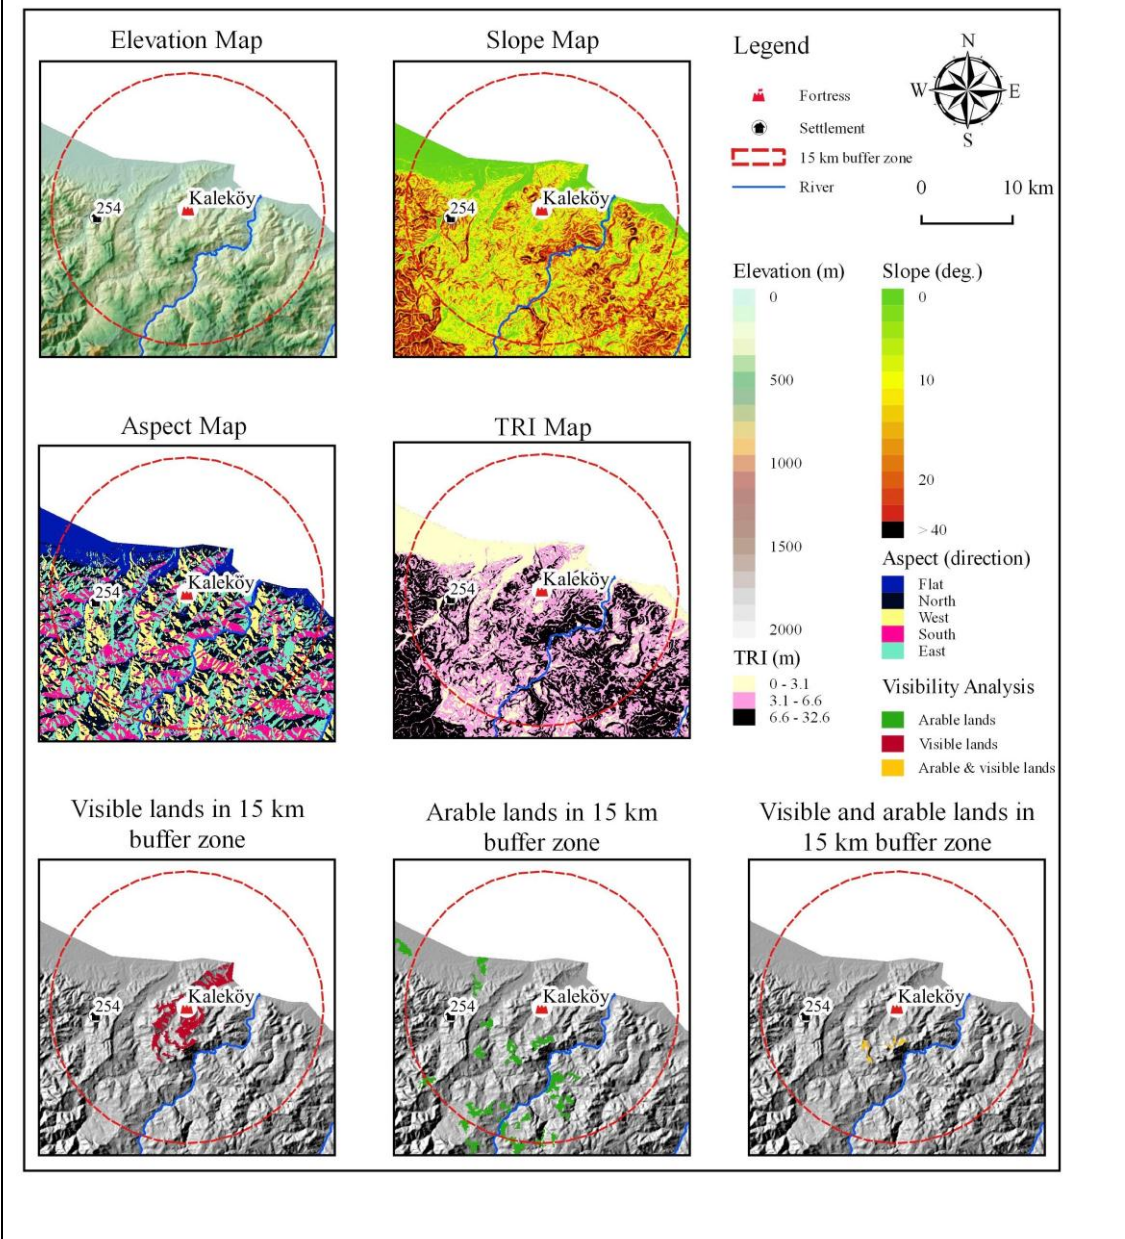 Elevation Map
Slope Map
Legend
N
W
E
S
Fortress
Settlement
15 km buffer zone
River
0
10 km
Kaleköy
254
Kaleköy
254
Elevation (m)
0
500
1000
1500
2000
Slope (deg.)
0
10
20
> 40
Aspect Map
TRI Map
Kaleköy
254
Kaleköy
254
Aspect (direction)
Flat
North
West
South
East
TRI (m)
0 - 3.1
3.1 - 6.6
6.6 - 32.6
Visibility Analysis
Arable lands
Visible lands
Arable & visible lands
Visible lands in 15 km
buffer zone
Arable lands in 15 km
buffer zone
Visible and arable lands in
15 km buffer zone
Kaleköy
254
Kaleköy
254
Kaleköy
254